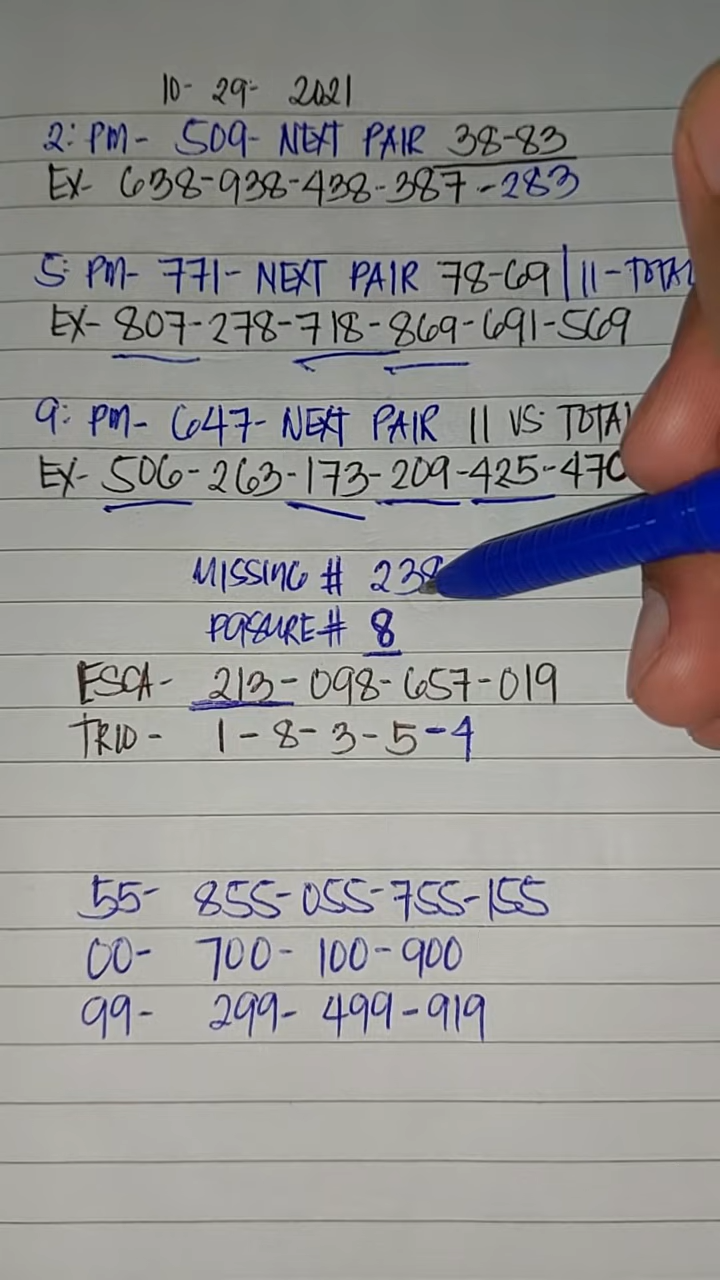 10- 29- 2021
2: PM- 509- NEXT PAIR 38-83
EX- 638-938-438-387-283
5: PM- 771- NEXT PAIR 78-69 | 11-TOTAL
EX- 807-278-718-869-691-569
9: PM- 647- NEXT PAIR 11 VS TOTAL
EX- 506-263-173-209-425-470
MISSING # 238
PASURE# 8
ESCA- 213-098-657-019
TRIO- 1-8-3-5-4
55- 855-055-755-155
00- 700-100-900
99- 299-499-919